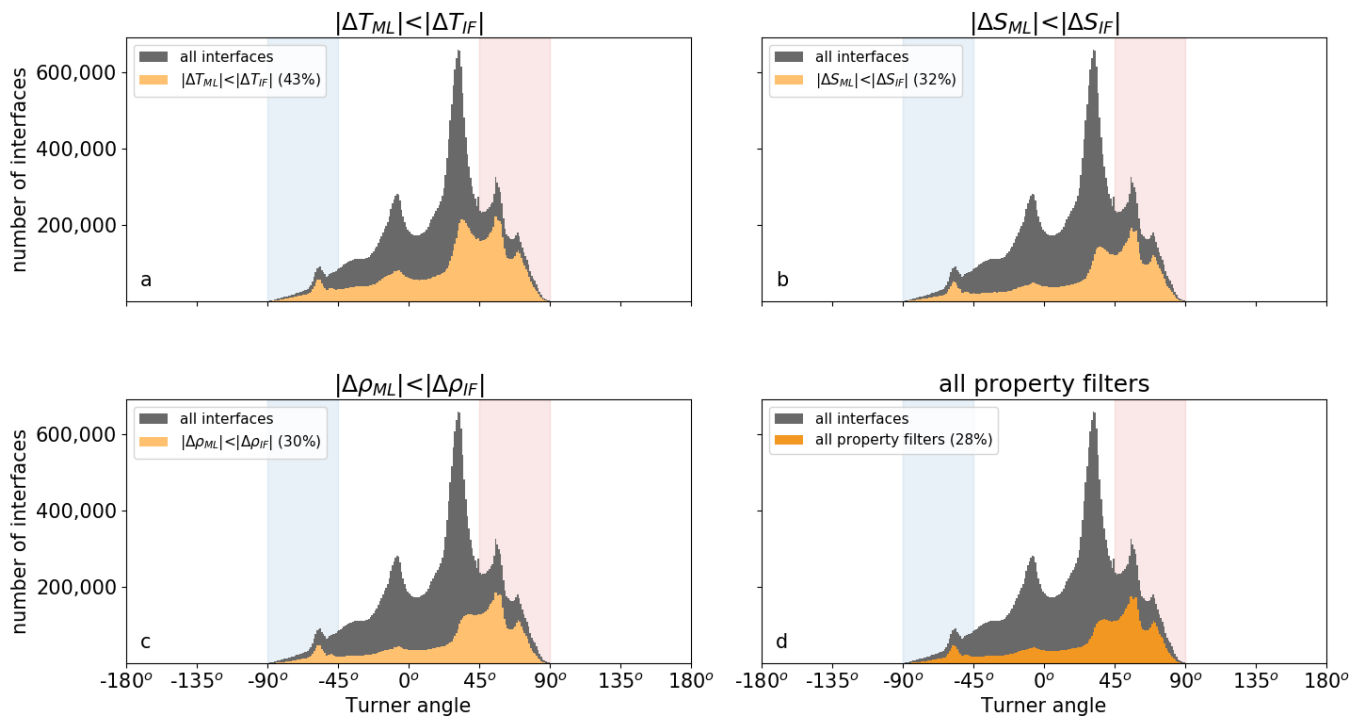 |ΔT_ML|<|ΔT_IF|
|ΔS_ML|<|ΔS_IF|
all interfaces
|ΔT_ML|<|ΔT_IF| (43%)
all interfaces
|ΔS_ML|<|ΔS_IF| (32%)
number of interfaces
600,000
400,000
200,000
a
b
|Δρ_ML|<|Δρ_IF|
all property filters
all interfaces
|Δρ_ML|<|Δρ_IF| (30%)
all interfaces
all property filters (28%)
number of interfaces
600,000
400,000
200,000
c
d
-180° -135° -90° -45° 0° 45° 90° 135° 180°
Turner angle
-180° -135° -90° -45° 0° 45° 90° 135° 180°
Turner angle